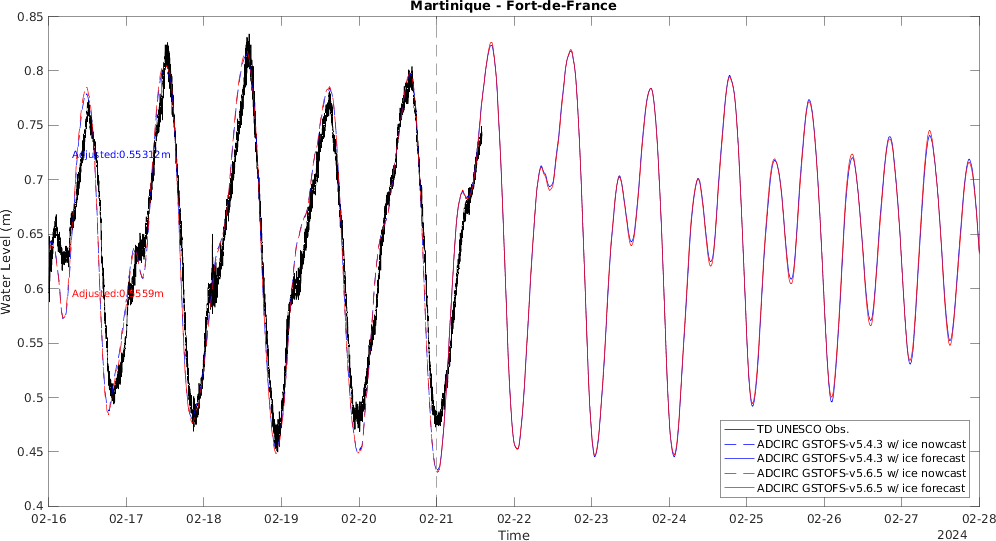 Martinique - Fort-de-France
0.85
0.8
0.75
0.7
0.65
0.6
0.55
0.5
0.45
0.4
Water Level (m)
Adjusted:0.55312m
TD UNESCO Obs.
ADCIRC GSTOFS-v5.4.3 w/ ice nowcast
ADCIRC GSTOFS-v5.4.3 w/ ice forecast
ADCIRC GSTOFS-v5.6.5 w/ ice nowcast
ADCIRC GSTOFS-v5.6.5 w/ ice forecast
02-16 02-17 02-18 02-19 02-20 02-21 02-22 02-23 02-24 02-25 02-26 02-27 02-28
Time
2024